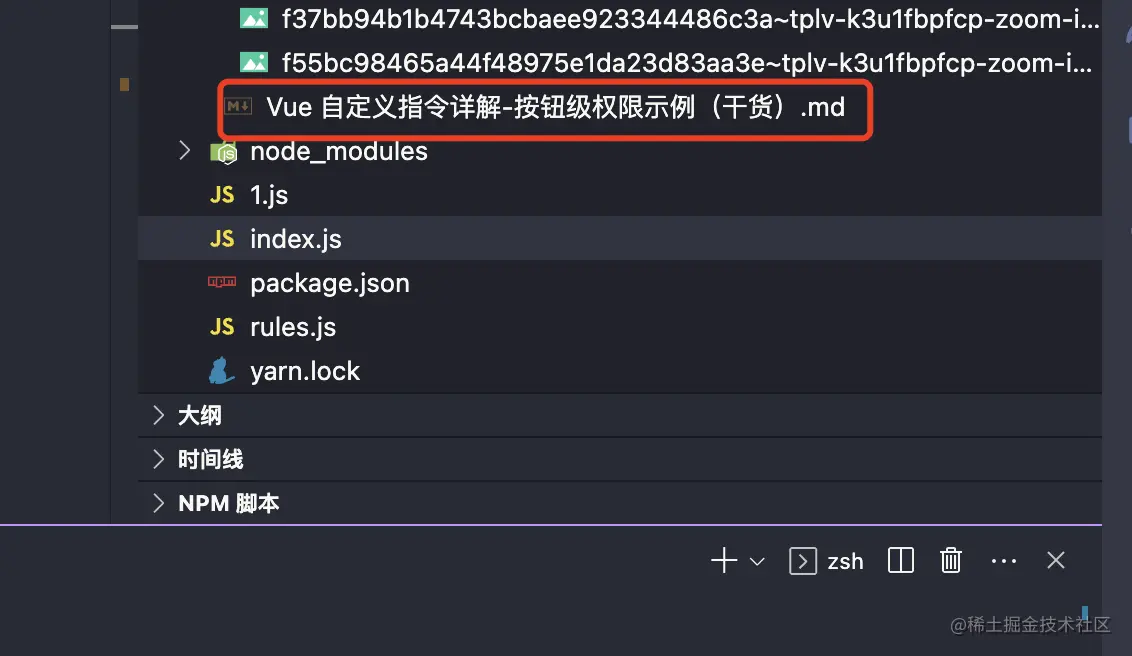 f37bb94b1b4743bcbaee923344486c3a~tplv-k3u1fbpfcp-zoom-i...
f55bc98465a44f48975e1da23d83aa3e~tplv-k3u1fbpfcp-zoom-i...
M↓ Vue 自定义指令详解-按钮级权限示例（干货）.md
node_modules
JS 1.js
JS index.js
npm package.json
JS rules.js
yarn.lock
大纲
时间线
NPM 脚本
zsh
@稀土掘金技术社区